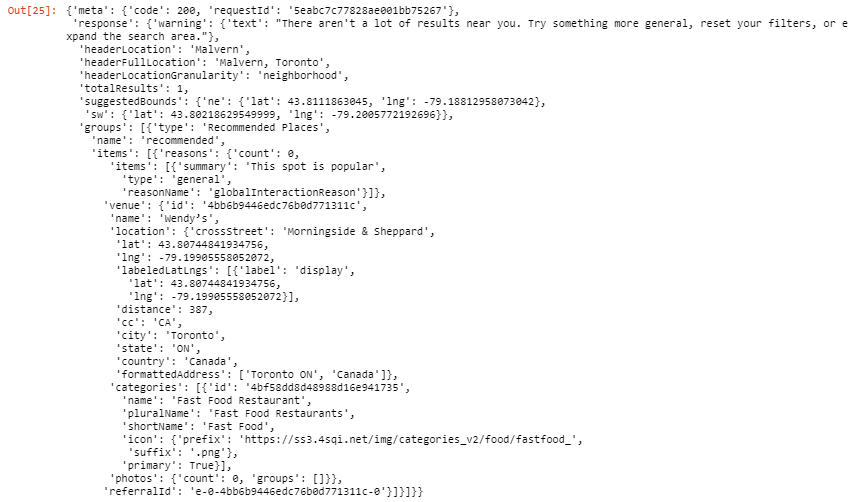 Out[25]: {'meta': {'code': 200, 'requestId': '5eabc7c77828ae001bb75267'},
'response': {'warning': {'text': "There aren't a lot of results near you. Try something more general, reset your filters, or e
xpand the search area."},
'headerLocation': 'Malvern',
'headerFullLocation': 'Malvern, Toronto',
'headerLocationGranularity': 'neighborhood',
'totalResults': 1,
'suggestedBounds': {'ne': {'lat': 43.8111863045, 'lng': -79.18812958073042},
'sw': {'lat': 43.80218629549999, 'lng': -79.2005772192696}},
'groups': [{'type': 'Recommended Places',
'name': 'recommended',
'items': [{'reasons': {'count': 0,
'items': [{'summary': 'This spot is popular',
'type': 'general',
'reasonName': 'globalInteractionReason'}]},
'venue': {'id': '4bb6b9446edc76b0d771311c',
'name': 'Wendy’s',
'location': {'crossStreet': 'Morningside & Sheppard',
'lat': 43.80744841934756,
'lng': -79.19905558052072,
'labeledLatLngs': [{'label': 'display',
'lat': 43.80744841934756,
'lng': -79.19905558052072}],
'distance': 387,
'cc': 'CA',
'city': 'Toronto',
'state': 'ON',
'country': 'Canada',
'formattedAddress': ['Toronto ON', 'Canada']},
'categories': [{'id': '4bf58dd8d48988d16e941735',
'name': 'Fast Food Restaurant',
'pluralName': 'Fast Food Restaurants',
'shortName': 'Fast Food',
'icon': {'prefix': 'https://ss3.4sqi.net/img/categories_v2/food/fastfood_',
'suffix': '.png'},
'primary': True}],
'photos': {'count': 0, 'groups': []}},
'referralId': 'e-0-4bb6b9446edc76b0d771311c-0'}]}]}}